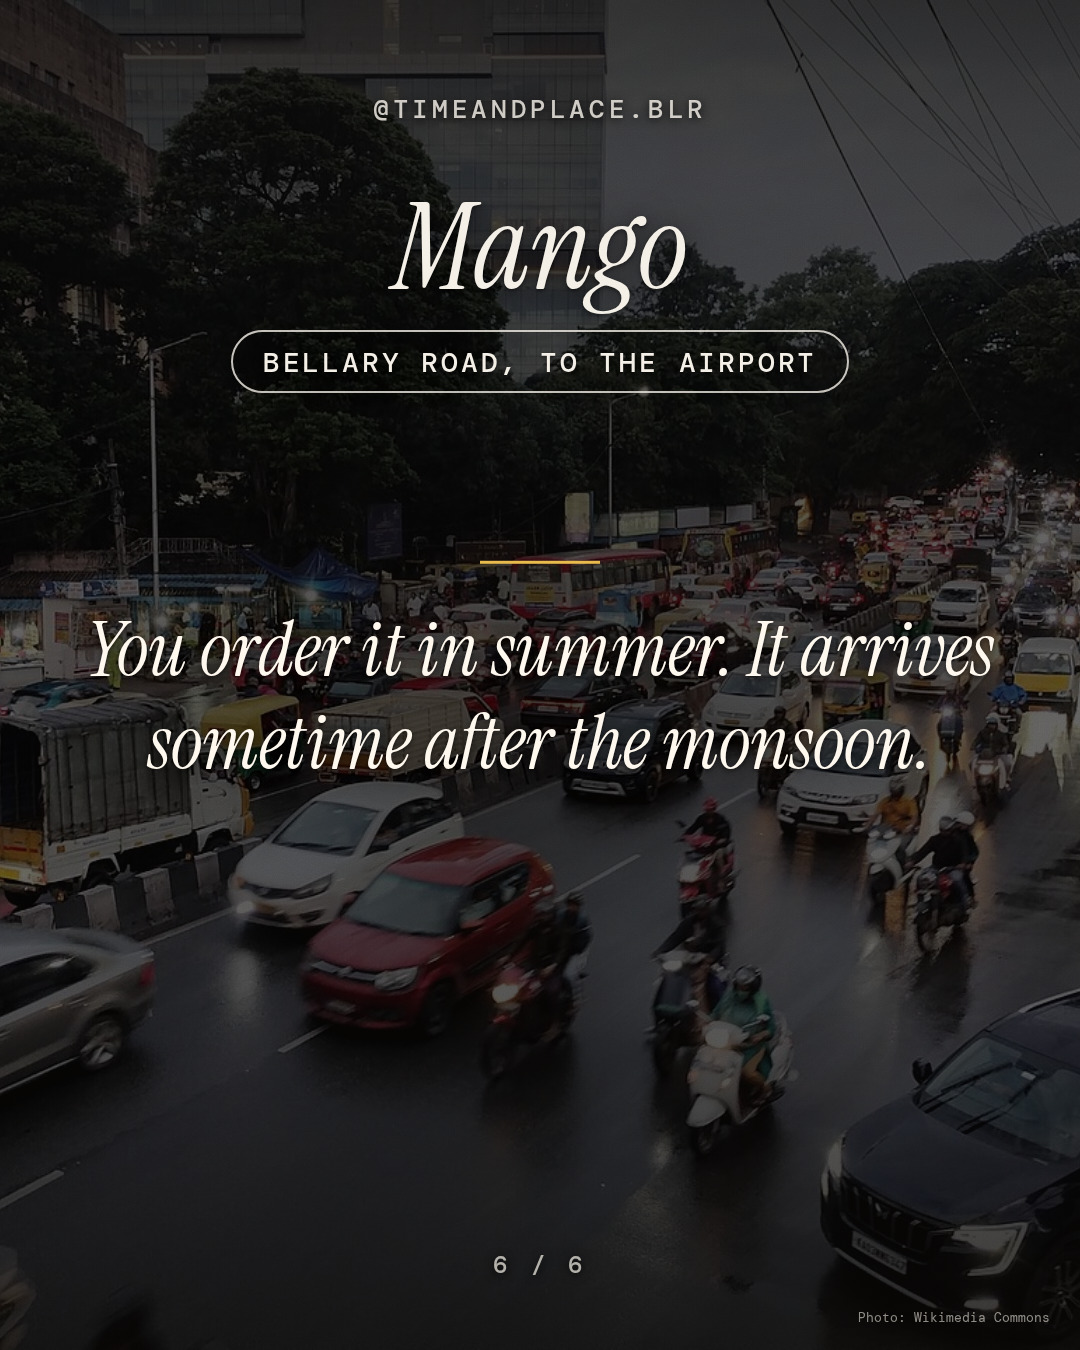 @TIMEANDPLACE.BLR
Mango
BELLARY ROAD, TO THE AIRPORT
You order it in summer. It arrives
sometime after the monsoon.
6 / 6
Photo: Wikimedia Commons